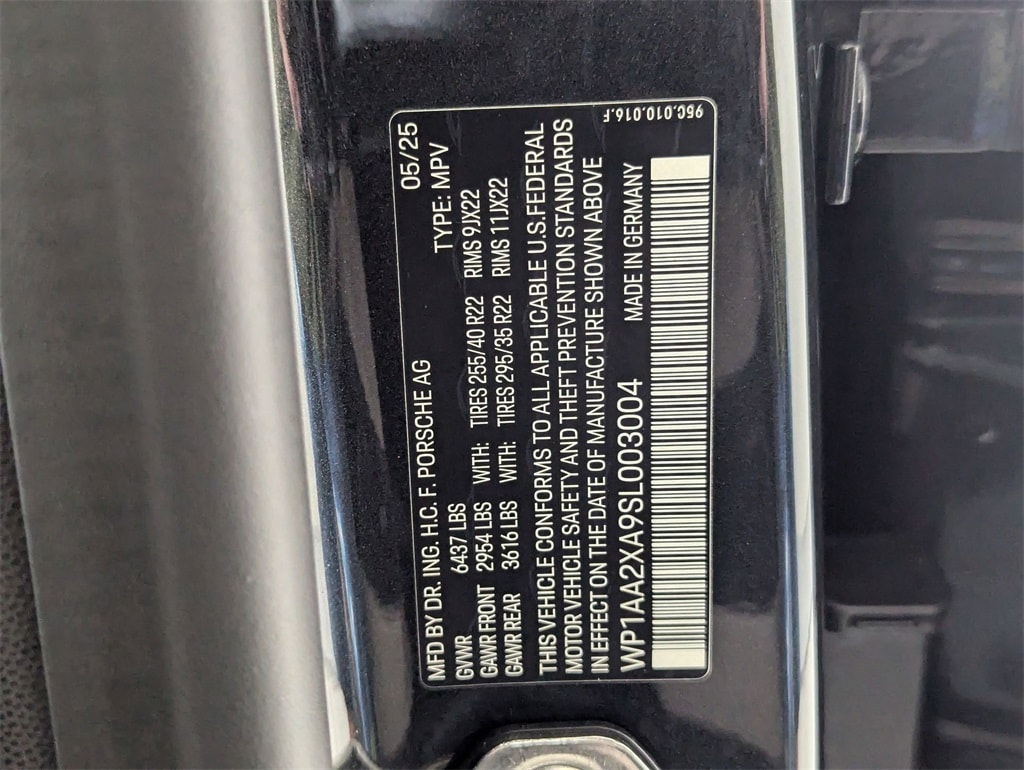 05/25
MFD BY DR. ING. H.C. F. PORSCHE AG
TYPE: MPV
GVWR 6437 LBS
GAWR FRONT 2954 LBS WITH: TIRES 255/40 R22 RIMS 9JX22
GAWR REAR 3616 LBS WITH: TIRES 295/35 R22 RIMS 11JX22
THIS VEHICLE CONFORMS TO ALL APPLICABLE U.S.FEDERAL
MOTOR VEHICLE SAFETY AND THEFT PREVENTION STANDARDS
IN EFFECT ON THE DATE OF MANUFACTURE SHOWN ABOVE
WP1AA2XA9SL003004 MADE IN GERMANY
95C.010.016.F